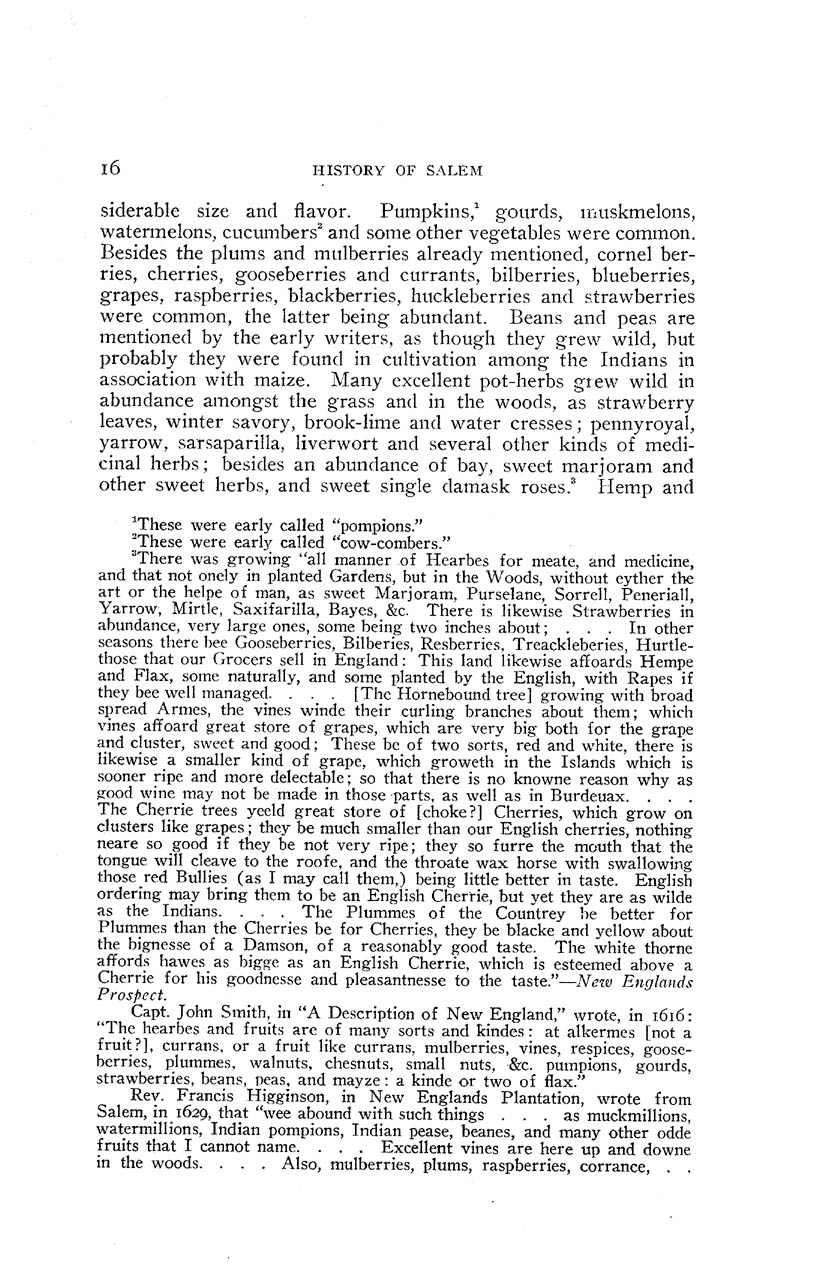 16 HISTORY OF SALEM
siderable size and flavor. Pumpkins,¹ gourds, muskmelons,
watermelons, cucumbers² and some other vegetables were common.
Besides the plums and mulberries already mentioned, cornel ber-
ries, cherries, gooseberries and currants, bilberries, blueberries,
grapes, raspberries, blackberries, huckleberries and strawberries
were common, the latter being abundant. Beans and peas are
mentioned by the early writers, as though they grew wild, but
probably they were found in cultivation among the Indians in
association with maize. Many excellent pot-herbs grew wild in
abundance amongst the grass and in the woods, as strawberry
leaves, winter savory, brook-lime and water cresses; pennyroyal,
yarrow, sarsaparilla, liverwort and several other kinds of medi-
cinal herbs; besides an abundance of bay, sweet marjoram and
other sweet herbs, and sweet single damask roses.³ Hemp and
¹These were early called "pompions."
²These were early called "cow-combers."
³There was growing "all manner of Hearbes for meate, and medicine,
and that not onely in planted Gardens, but in the Woods, without eyther the
art or the helpe of man, as sweet Marjoram, Purselane, Sorrell, Peneriall,
Yarrow, Mirtle, Saxifarilla, Bayes, &c. There is likewise Strawberries in
abundance, very large ones, some being two inches about; . . . In other
seasons there bee Gooseberries, Bilberies, Resberries, Treackleberies, Hurtle-
those that our Grocers sell in England: This land likewise affoards Hempe
and Flax, some naturally, and some planted by the English, with Rapes if
they bee well managed. . . . [The Hornebound tree] growing with broad
spread Armes, the vines winde their curling branches about them; which
vines affoard great store of grapes, which are very big both for the grape
and cluster, sweet and good; These be of two sorts, red and white, there is
likewise a smaller kind of grape, which groweth in the Islands which is
sooner ripe and more delectable; so that there is no knowne reason why as
good wine may not be made in those parts, as well as in Burdeuax. . . .
The Cherrie trees yeeld great store of [choke?] Cherries, which grow on
clusters like grapes; they be much smaller than our English cherries, nothing
neare so good if they be not very ripe; they so furre the mouth that the
tongue will cleave to the roofe, and the throate wax horse with swallowing
those red Bullies (as I may call them,) being little better in taste. English
ordering may bring them to be an English Cherrie, but yet they are as wilde
as the Indians. . . . The Plummes of the Countrey be better for
Plummes than the Cherries be for Cherries, they be blacke and yellow about
the bignesse of a Damson, of a reasonably good taste. The white thorne
affords hawes as bigge as an English Cherrie, which is esteemed above a
Cherrie for his goodnesse and pleasantnesse to the taste."—New Englands
Prospect.
Capt. John Smith, in "A Description of New England," wrote, in 1616:
"The hearbes and fruits are of many sorts and kindes: at alkermes [not a
fruit?], currans, or a fruit like currans, mulberries, vines, respices, goose-
berries, plummes, walnuts, chesnuts, small nuts, &c. pumpions, gourds,
strawberries, beans, peas, and mayze: a kinde or two of flax."
Rev. Francis Higginson, in New Englands Plantation, wrote from
Salem, in 1629, that "wee abound with such things . . . as muckmillions,
watermillions, Indian pompions, Indian pease, beanes, and many other odde
fruits that I cannot name. . . . Excellent vines are here up and downe
in the woods. . . . Also, mulberries, plums, raspberries, corrance, . .